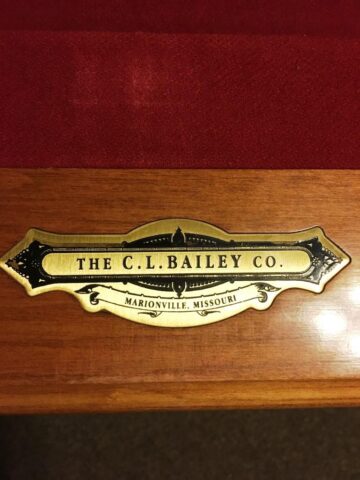 THE C.L. BAILEY CO.
MARIONVILLE, MISSOURI